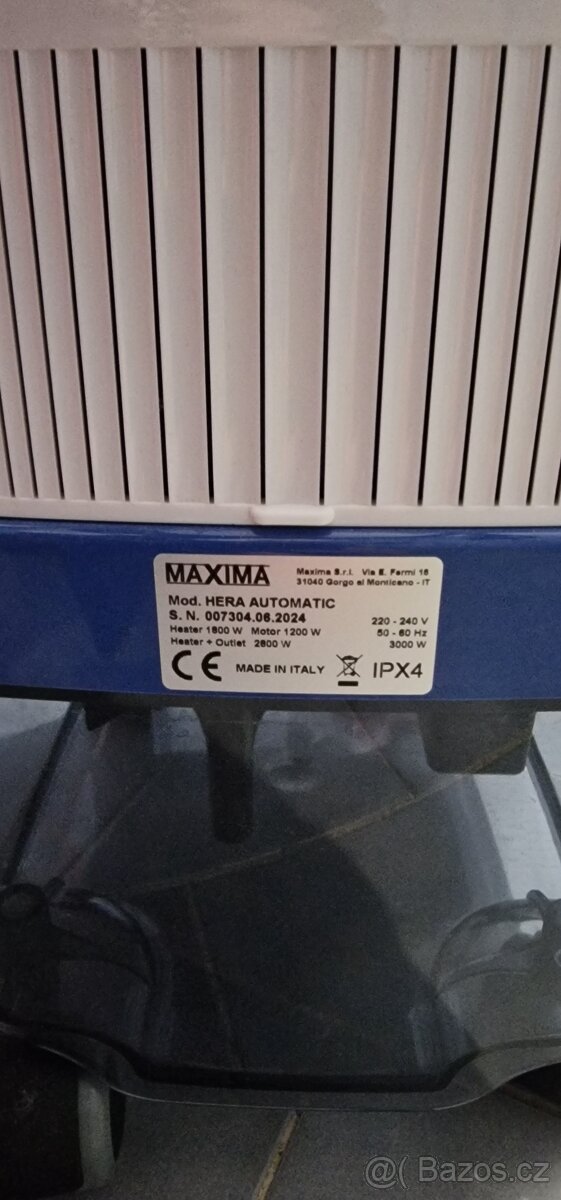 MAXIMA
Maxima S.r.l. Via E. Fermi 16
31040 Gorgo al Monticano - IT
Mod. HERA AUTOMATIC
S. N. 007304.06.2024
220 - 240 V
Heater 1800 W Motor 1200 W
50 - 60 Hz
Heater + Outlet 2800 W
3000 W
CE MADE IN ITALY IPX4
@( Bazoš.cz